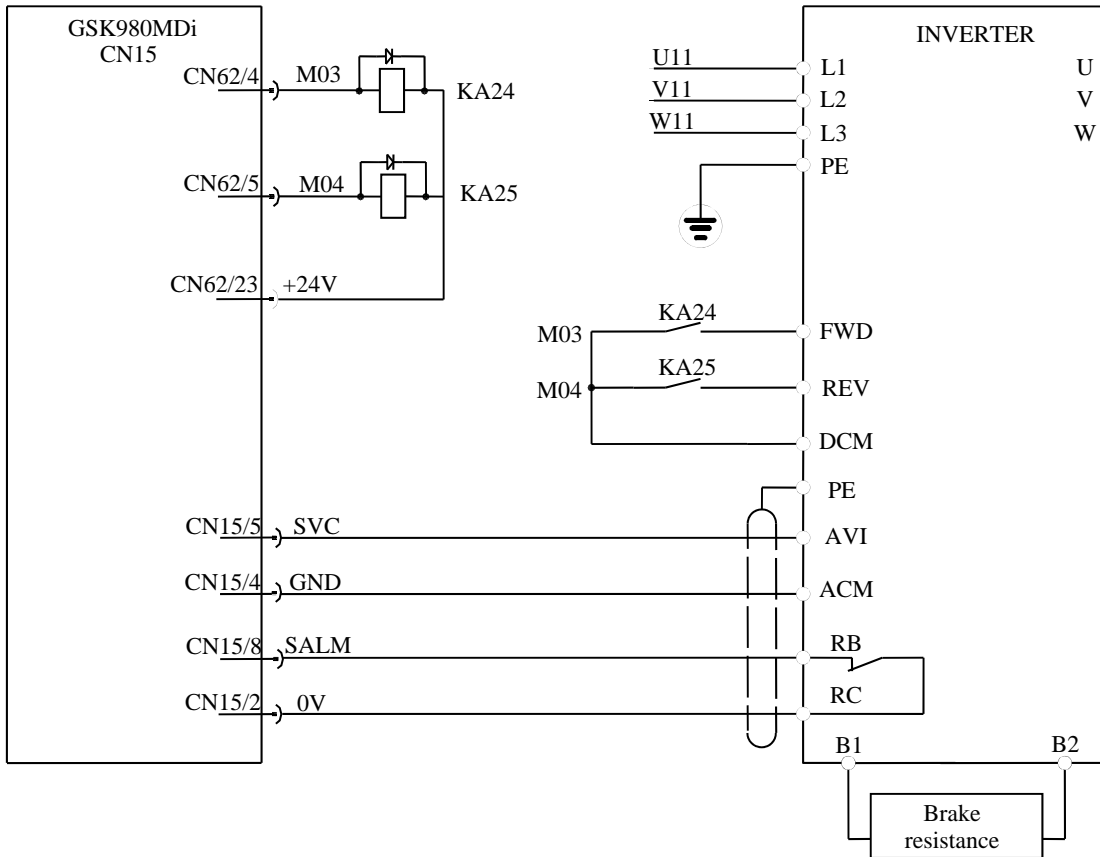 GSK980MDi
CN15
CN62/4 M03
KA24
CN62/5 M04
KA25
CN62/23 +24V
INVERTER
U11 L1 U
V11 L2 V
W11 L3 W
PE
KA24
M03 FWD
KA25
M04 REV
DCM
PE
CN15/5 SVC AVI
CN15/4 GND ACM
CN15/8 SALM RB
CN15/2 0V RC
B1 B2
Brake
resistance